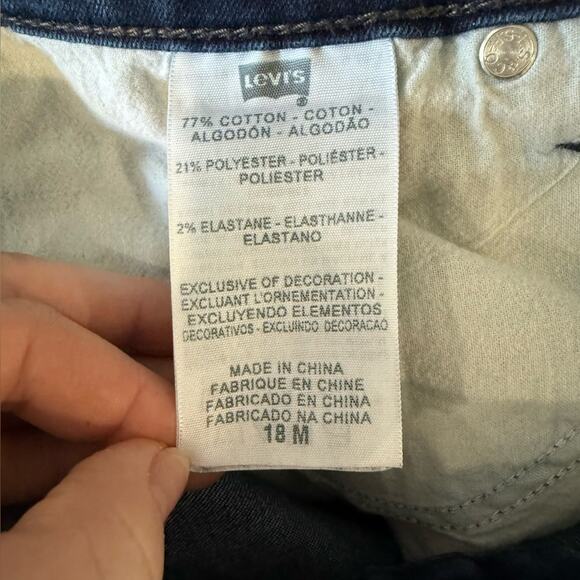 LEVI'S
®
77% COTTON - COTON -
ALGODÓN - ALGODÃO
21% POLYESTER - POLIÉSTER -
POLIESTER
2% ELASTANE - ELASTHANNE -
ELASTANO
EXCLUSIVE OF DECORATION -
EXCLUANT L'ORNEMENTATION -
EXCLUYENDO ELEMENTOS
DECORATIVOS - EXCLUINDO DECORACAO
MADE IN CHINA
FABRIQUE EN CHINE
FABRICADO EN CHINA
FABRICADO NA CHINA
18 M